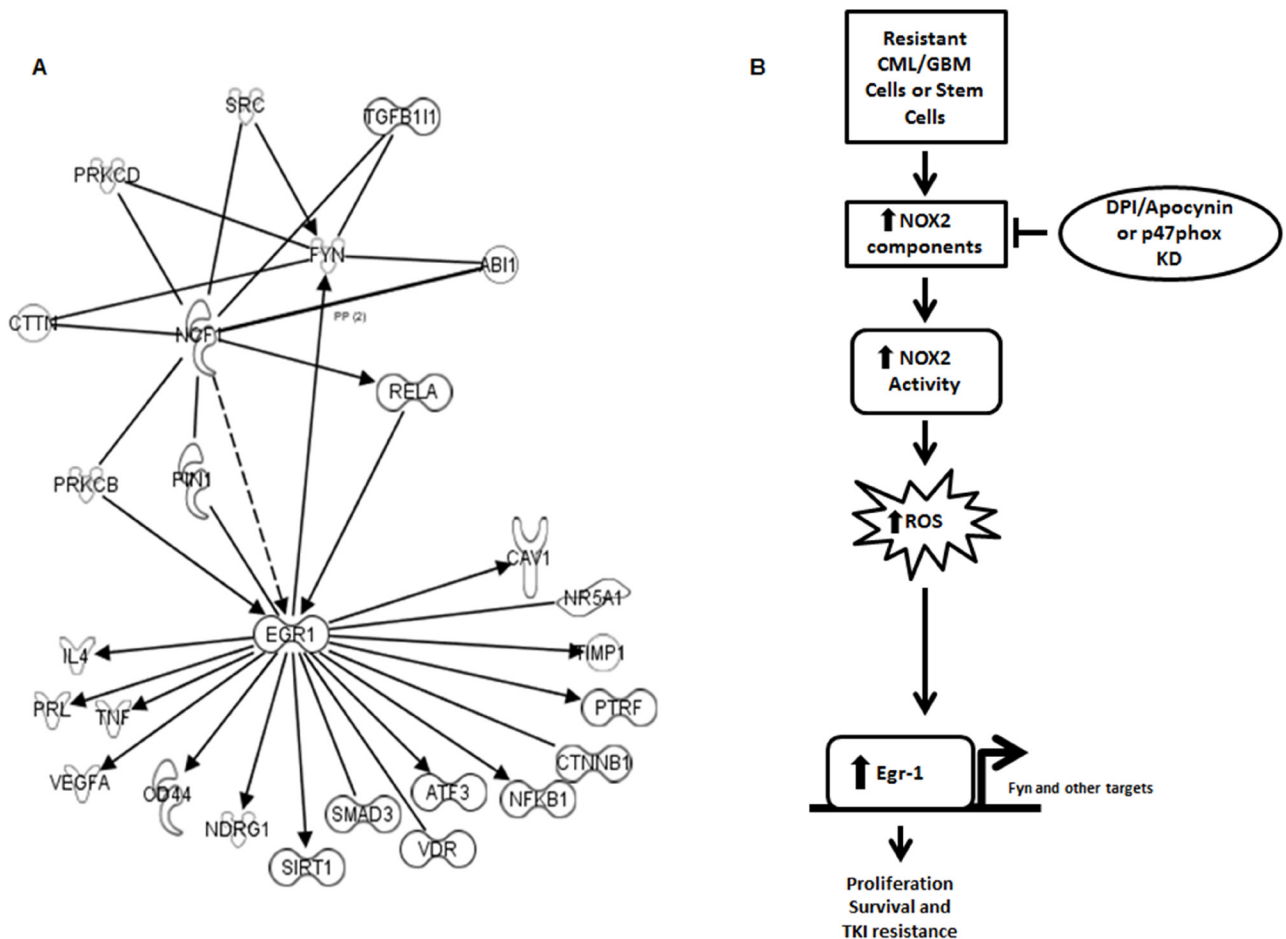 A
SRC
TGFB1I1
PRKCD
FYN
ABI1
CTTN
NCF1
PP (2)
RELA
PRKCB
PIN1
CAV1
NR5A1
EGR1
IL4
TIMP1
PRL
TNF
PTRF
VEGFA
CD44
CTNNB1
NDRG1
SMAD3
ATF3
NFKB1
SIRT1
VDR
B
Resistant
CML/GBM
Cells or Stem
Cells
NOX2
components
DPI/Apocynin
or p47phox
KD
NOX2
Activity
ROS
Egr-1
Fyn and other targets
Proliferation
Survival and
TKI resistance